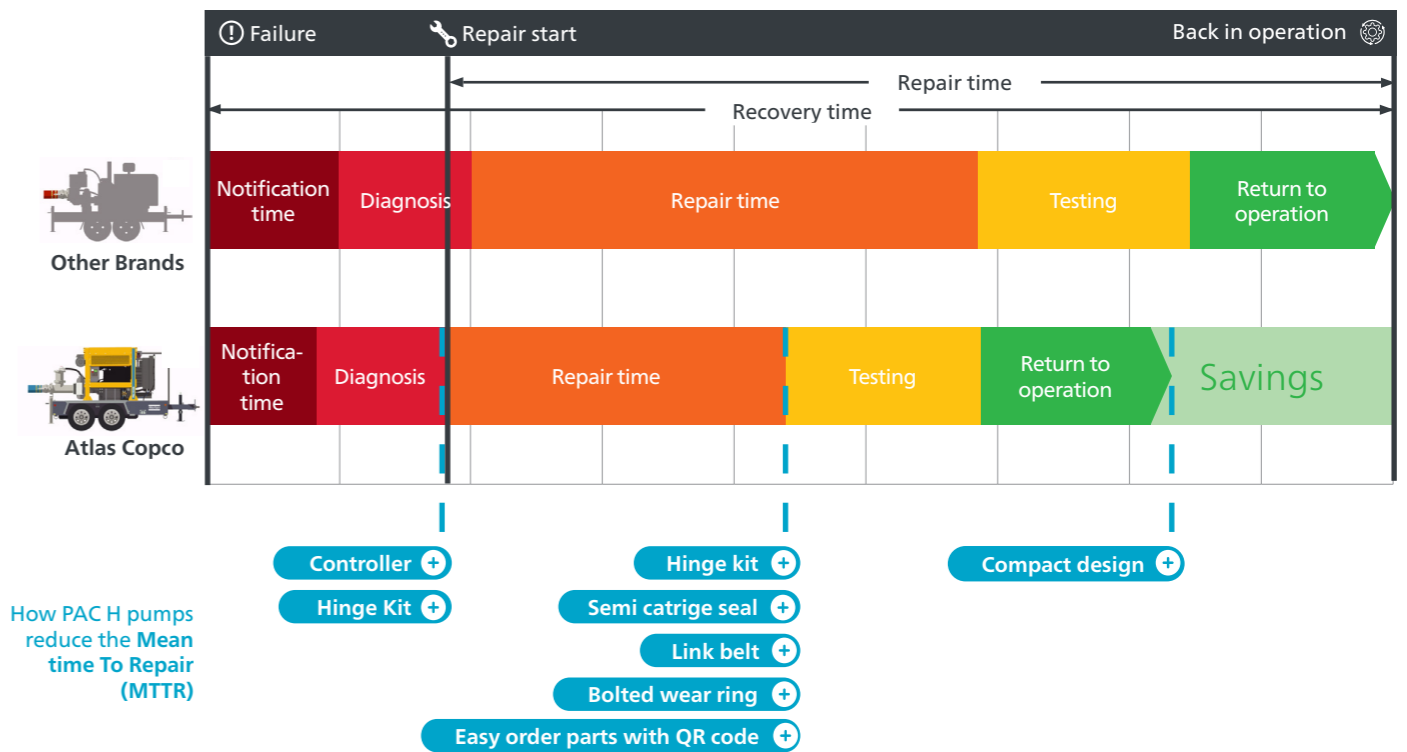 Failure
Repair start
Back in operation
Repair time
Recovery time
Notification
time
Diagnosis
Repair time
Testing
Return to
operation
Other Brands
Notifica-
tion
time
Diagnosis
Repair time
Testing
Return to
operation
Savings
Atlas Copco
How PAC H pumps
reduce the Mean
time To Repair
(MTTR)
Controller
Hinge Kit
Hinge kit
Semi catrige seal
Link belt
Bolted wear ring
Easy order parts with QR code
Compact design